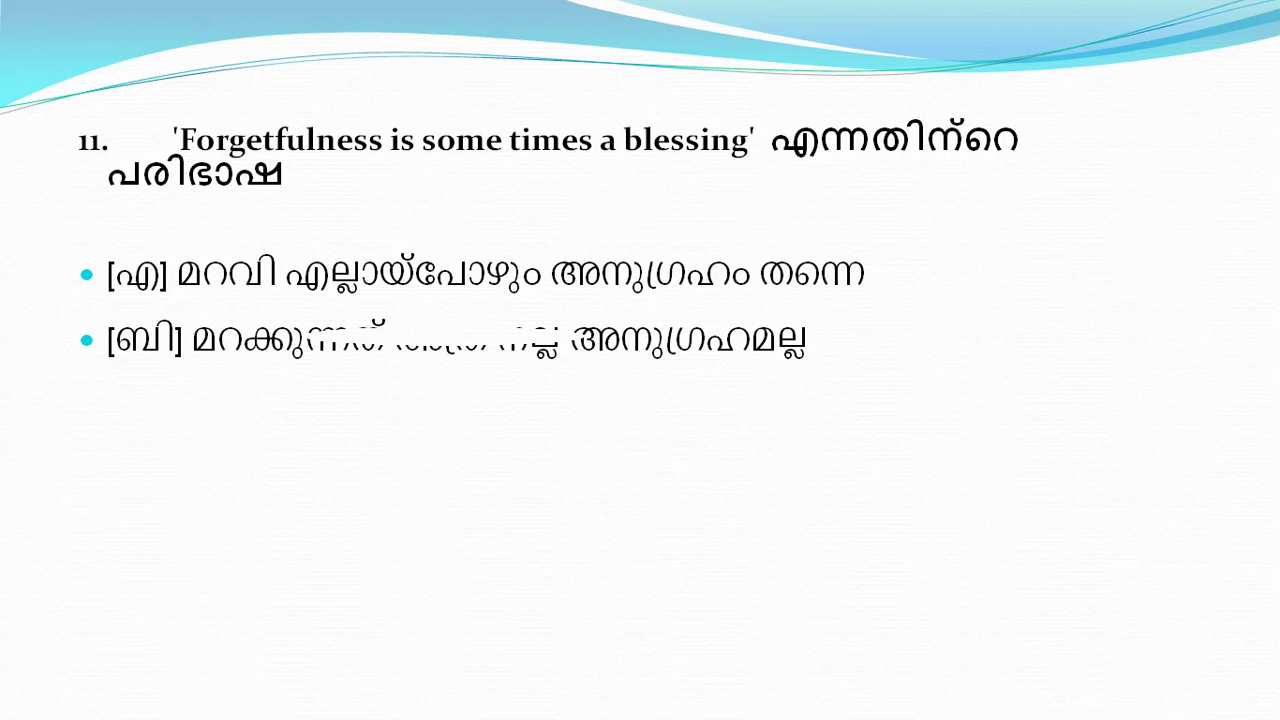 11. 'Forgetfulness is some times a blessing' എന്നതിന്റെ
പരിഭാഷ
[എ] മറവി എല്ലായ്പോഴും അനുഗ്രഹം തന്നെ
[ബി] മറക്കുന്നത് അനുഗ്രഹമല്ല